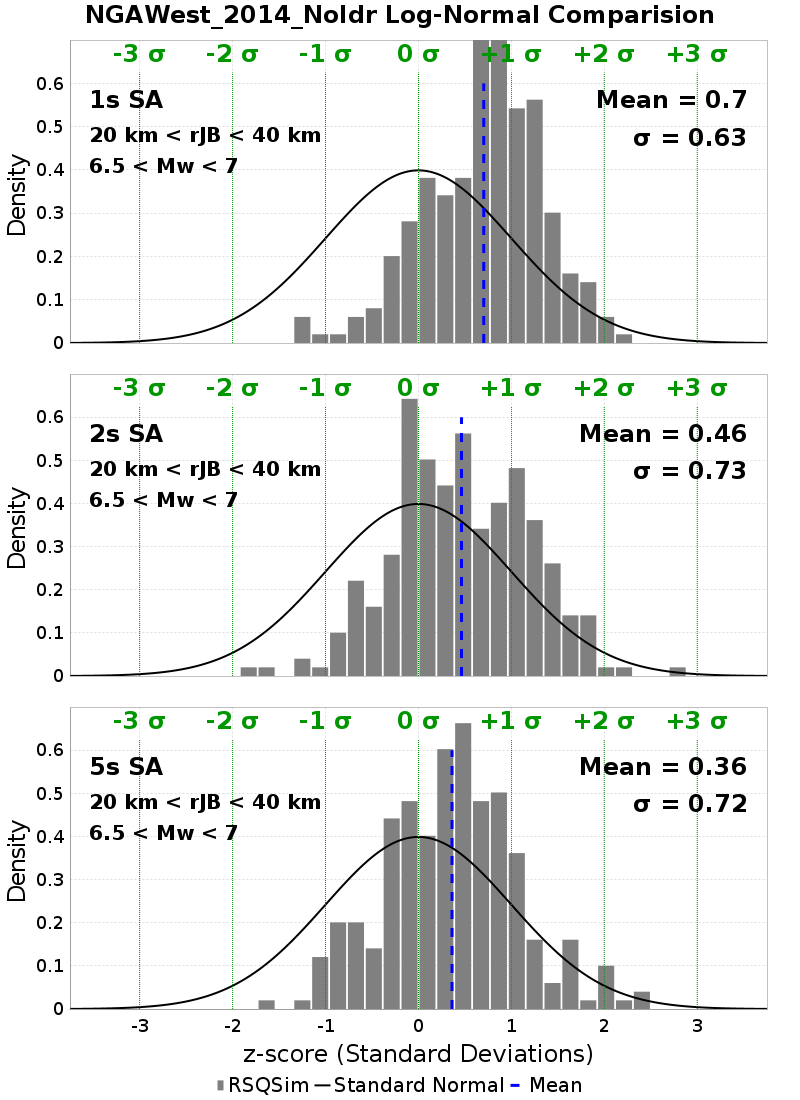 NGAWest_2014_NoIdr Log-Normal Comparision
-3 σ -2 σ -1 σ 0 σ +1 σ +2 σ +3 σ
1s SA
Mean = 0.7
20 km < rJB < 40 km
σ = 0.63
6.5 < Mw < 7
Density
0.6
0.5
0.4
0.3
0.2
0.1
0
-3 σ -2 σ -1 σ 0 σ +1 σ +2 σ +3 σ
2s SA
Mean = 0.46
20 km < rJB < 40 km
σ = 0.73
6.5 < Mw < 7
Density
0.6
0.5
0.4
0.3
0.2
0.1
0
-3 σ -2 σ -1 σ 0 σ +1 σ +2 σ +3 σ
5s SA
Mean = 0.36
20 km < rJB < 40 km
σ = 0.72
6.5 < Mw < 7
Density
0.6
0.5
0.4
0.3
0.2
0.1
0
-3 -2 -1 0 1 2 3
z-score (Standard Deviations)
RSQSim Standard Normal Mean